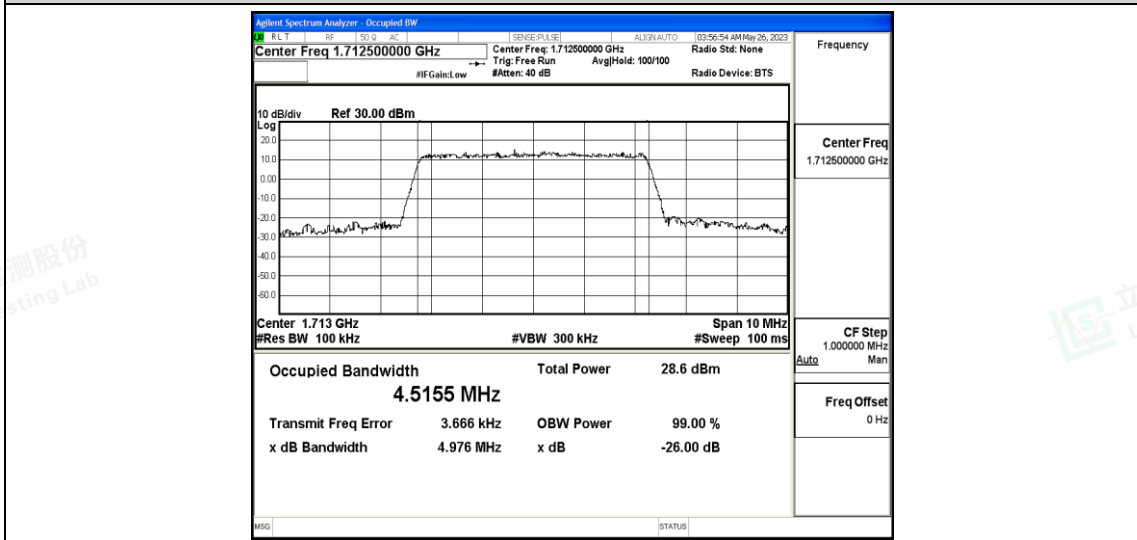 Agilent Spectrum Analyzer - Occupied BW
LXI RLT RF 50 Ω AC SENSE:PULSE ALIGNAUTO 03:56:54 AM May 26, 2023
Center Freq 1.712500000 GHz
Center Freq: 1.712500000 GHz Radio Std: None
Trig: Free Run Avg|Hold: 100/100
#IFGain:Low #Atten: 40 dB Radio Device: BTS
10 dB/div Ref 30.00 dBm
Log
20.0
10.0
0.00
-10.0
-20.0
-30.0
-40.0
-50.0
-60.0
Center 1.713 GHz Span 10 MHz
#Res BW 100 kHz #VBW 300 kHz #Sweep 100 ms
Occupied Bandwidth Total Power 28.6 dBm
4.5155 MHz
Transmit Freq Error 3.666 kHz OBW Power 99.00 %
x dB Bandwidth 4.976 MHz x dB -26.00 dB
MSG STATUS
Frequency
Center Freq
1.712500000 GHz
CF Step
1.000000 MHz
Auto Man
Freq Offset
0 Hz
测股份
sting Lab
立